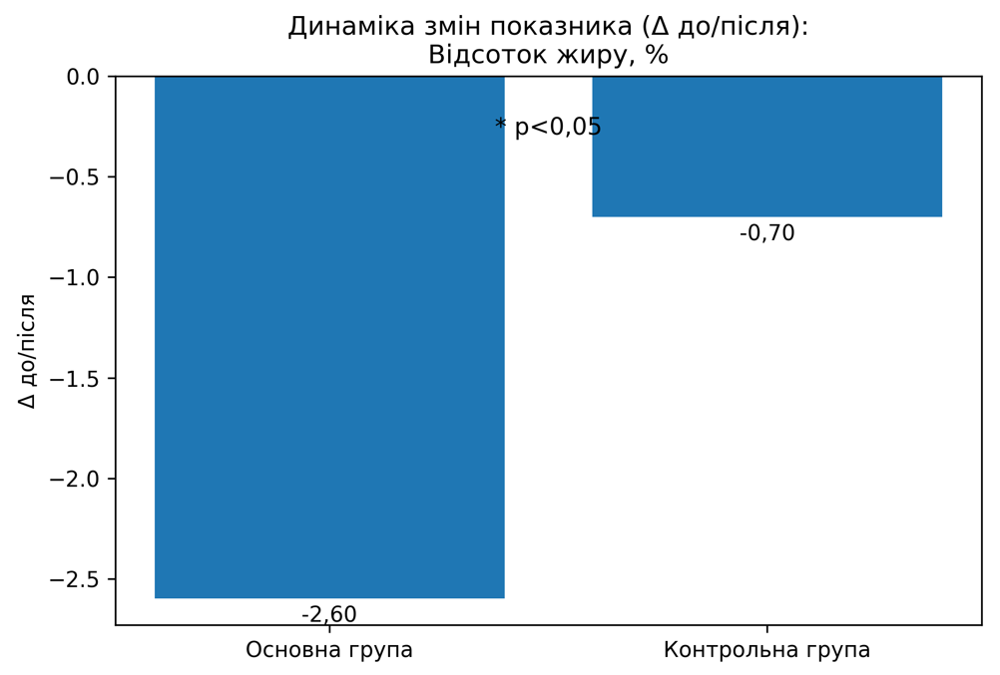 Динаміка змін показника (Δ до/після):
Відсоток жиру, %
0.0
* p<0,05
−0.5
-0,70
−1.0
Δ до/після
−1.5
−2.0
−2.5
-2,60
Основна група
Контрольна група